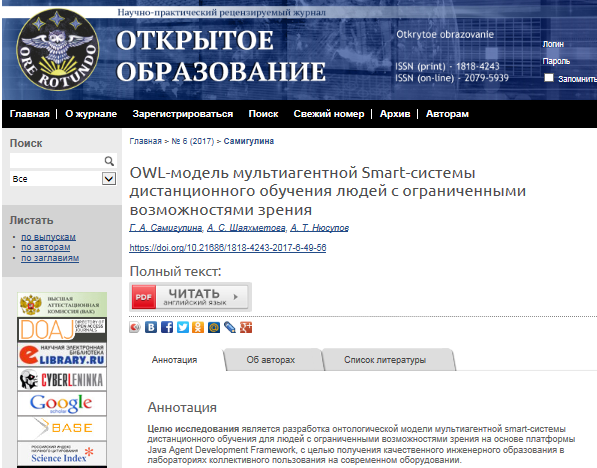 Научно-практический рецензируемый журнал
ОТКРЫТОЕ
ОБРАЗОВАНИЕ
ORE ROTUNDO
Otkrytoe obrazovanie
ISSN (print) - 1818-4243
ISSN (on-line) - 2079-5939
Логин
Пароль
Запомнить
Главная | О журнале | Зарегистрироваться | Поиск | Свежий номер | Архив | Авторам
Поиск
Все
Листать
по выпускам
по авторам
по заглавиям
ВЫСШАЯ
АТТЕСТАЦИОННАЯ
КОМИССИЯ (ВАК)
DOAJ DIRECTORY OF OPEN ACCESS JOURNALS
НАУЧНАЯ ЭЛЕКТРОННАЯ
БИБЛИОТЕКА
eLIBRARY.RU
CYBERLENINKA
Google
scholar
BASE
РОССИЙСКИЙ ИНДЕКС
НАУЧНОГО ЦИТИРОВАНИЯ
Science Index
Главная > № 6 (2017) > Самигулина
OWL-модель мультиагентной Smart-системы
дистанционного обучения людей с ограниченными
возможностями зрения
Г. А. Самигулина, А. С. Шаяхметова, А. Т. Нюсупов
https://doi.org/10.21686/1818-4243-2017-6-49-56
Полный текст:
PDF ЧИТАТЬ
английский язык
Аннотация
Об авторах
Список литературы
Аннотация
Целю исследования является разработка онтологической модели мультиагентной smart-системы
дистанционного обучения для людей с ограниченными возможностями зрения на основе платформы
Java Agent Development Framework, с целью получения качественного инженерного образования в
лабораториях коллективного пользования на современном оборудовании.